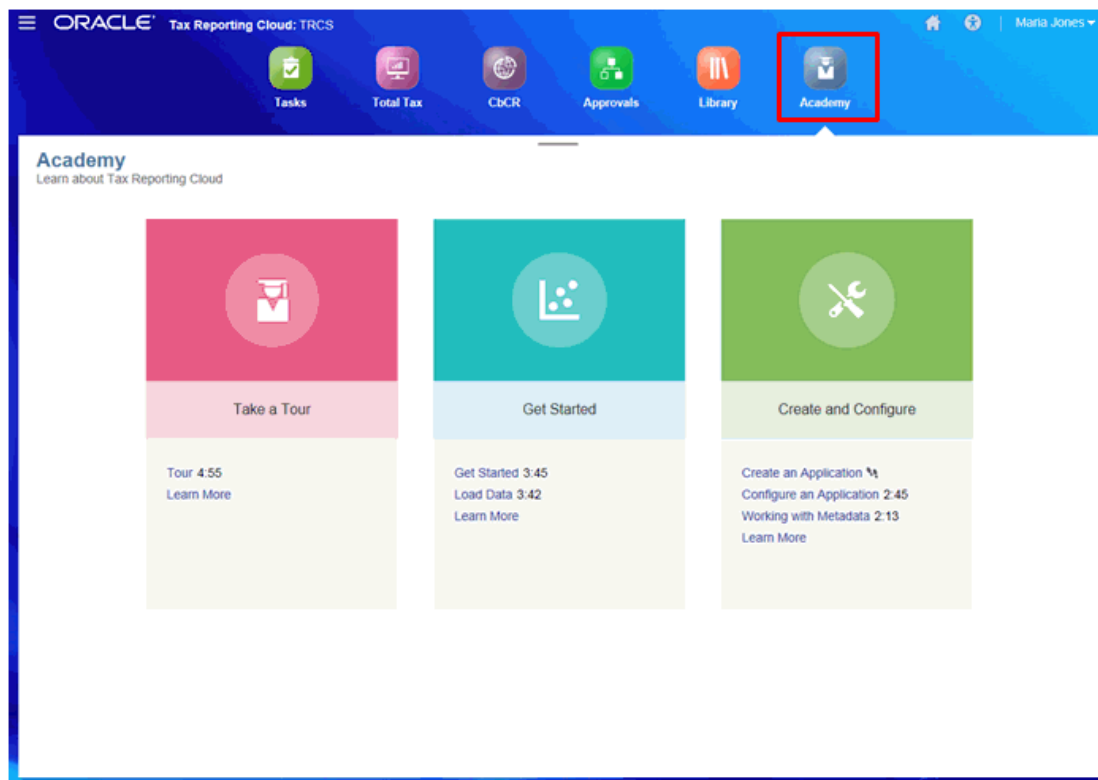 ORACLE Tax Reporting Cloud: TRCS
Maria Jones
Tasks
Total Tax
CbCR
Approvals
Library
Academy
Academy
Learn about Tax Reporting Cloud
Take a Tour
Tour 4:55
Learn More
Get Started
Get Started 3:45
Load Data 3:42
Learn More
Create and Configure
Create an Application
Configure an Application 2:45
Working with Metadata 2:13
Learn More